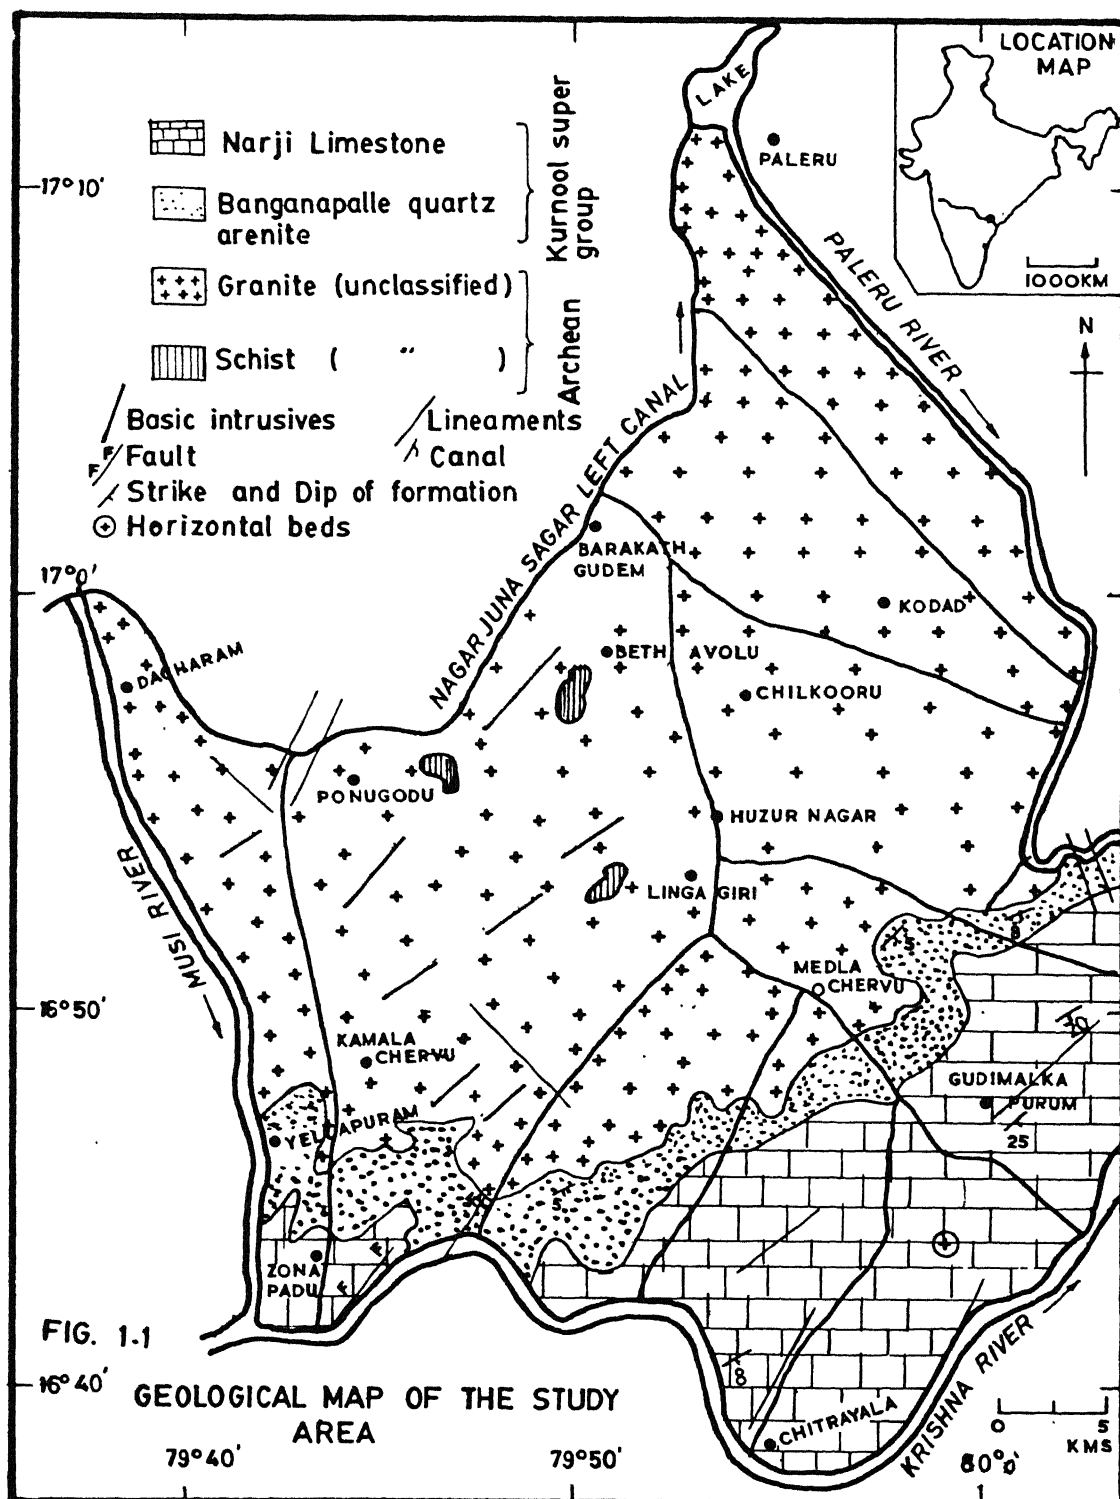 LOCATION
MAP
1000KM
N
Narji Limestone
Banganapalle quartz
arenite
Kurnool super
group
Granite (unclassified)
Schist ( " )
Archean
Basic intrusives
Lineaments
F F Fault
Canal
Strike and Dip of formation
Horizontal beds
17°10'
17°0'
16°50'
16°40'
79°40'
79°50'
80°0'
LAKE
PALERU
PALERU RIVER
NAGARJUNA SAGAR LEFT CANAL
BARAKATH
GUDEM
KODAD
BETH AVOLU
CHILKOORU
DACHARAM
PONUGODU
HUZUR NAGAR
LINGA GIRI
MUSI RIVER
MEDLA
CHERVU
5
8
20
KAMALA
CHERVU
GUDIMALKA
PURUM
25
YELLAPURAM
5
F
F
ZONA
PADU
8
CHITRAYALA
KRISHNA RIVER
0 5
KMS
FIG. 1.1
GEOLOGICAL MAP OF THE STUDY
AREA